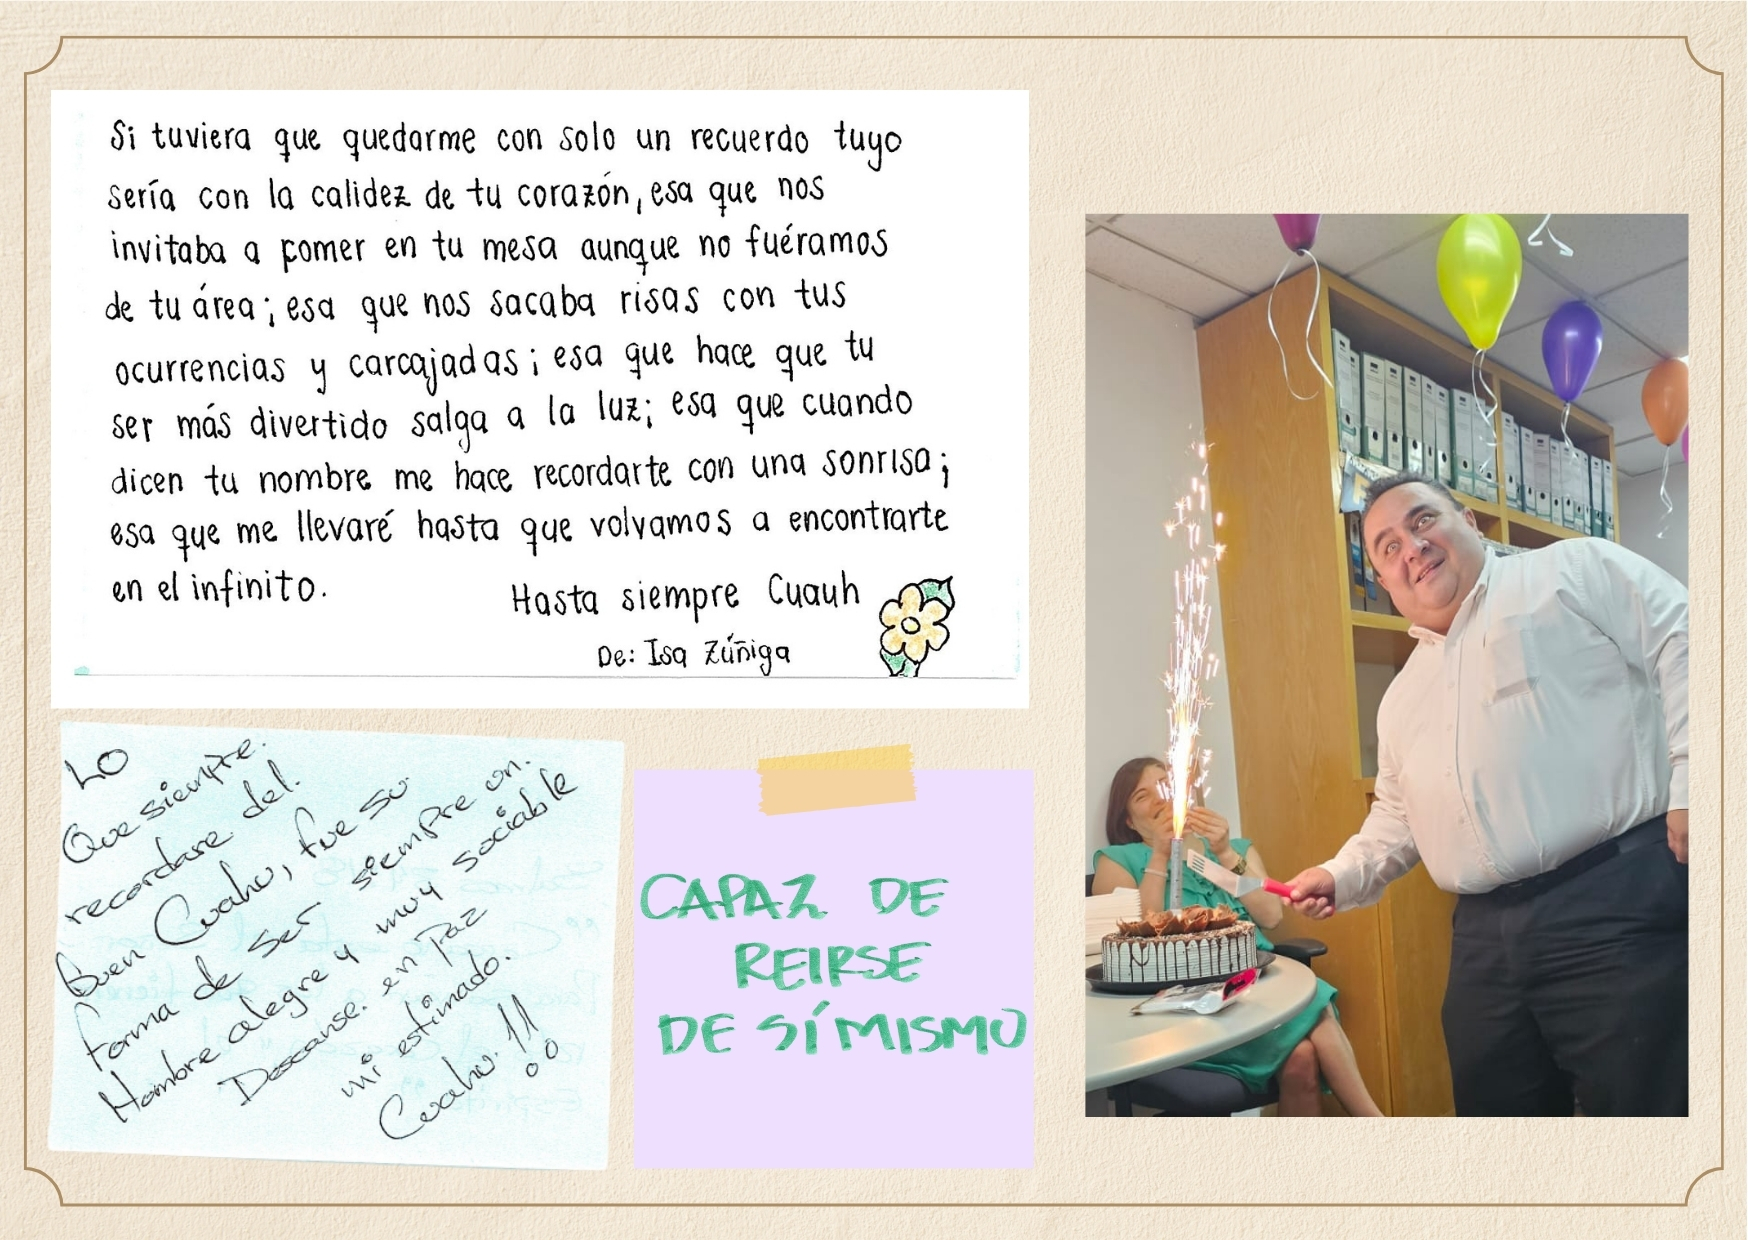 Si tuviera que quedarme con solo un recuerdo tuyo
sería con la calidez de tu corazón, esa que nos
invitaba a comer en tu mesa aunque no fuéramos
de tu área; esa que nos sacaba risas con tus
ocurrencias y carcajadas; esa que hace que tu
ser más divertido salga a la luz; esa que cuando
dicen tu nombre me hace recordarte con una sonrisa;
esa que me llevaré hasta que volvamos a encontrarte
en el infinito.
Hasta siempre Cuauh
De: Isa Zúñiga
Lo
Que siempre.
recordare del.
Buen Cuahu, fue su
forma de ser siempre un.
Hombre alegre y muy sociable
Descanse. en Paz
mi estimado.
Cuahu. !!
CAPAZ DE
REIRSE
DE SÍ MISMO